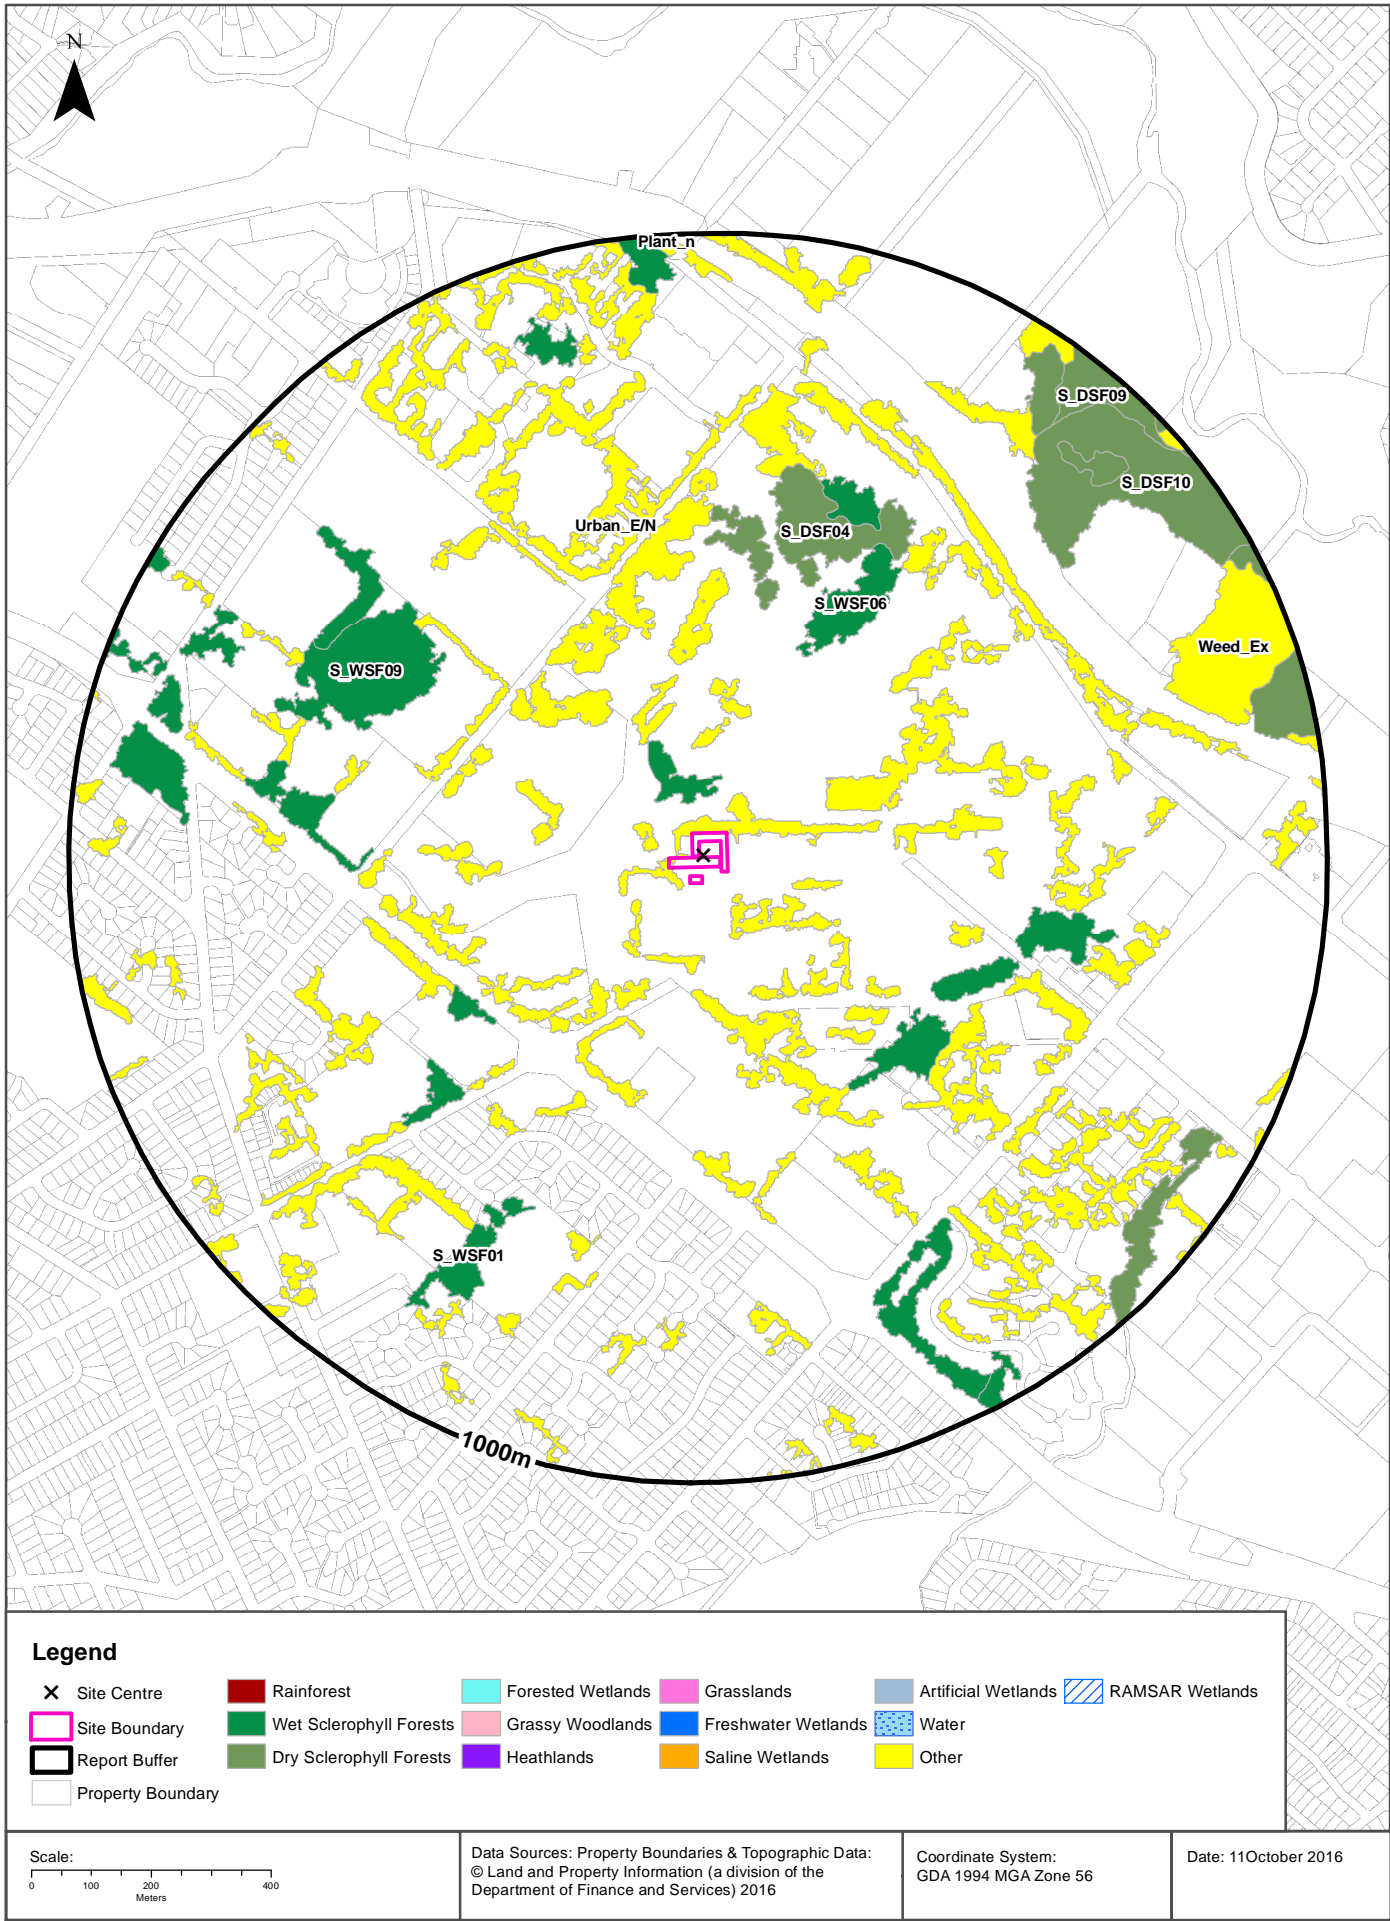 N
Plant_n
S_DSF09
S_DSF10
Urban_E/N
S_DSF04
S_WSF06
Weed_Ex
S_WSF09
S_WSF01
1000m
Legend
Site Centre
Site Boundary
Report Buffer
Property Boundary
Rainforest
Wet Sclerophyll Forests
Dry Sclerophyll Forests
Forested Wetlands
Grassy Woodlands
Heathlands
Grasslands
Freshwater Wetlands
Saline Wetlands
Artificial Wetlands
Water
Other
RAMSAR Wetlands
Scale:
0 100 200 400
Meters
Data Sources: Property Boundaries & Topographic Data:
© Land and Property Information (a division of the
Department of Finance and Services) 2016
Coordinate System:
GDA 1994 MGA Zone 56
Date: 11October 2016